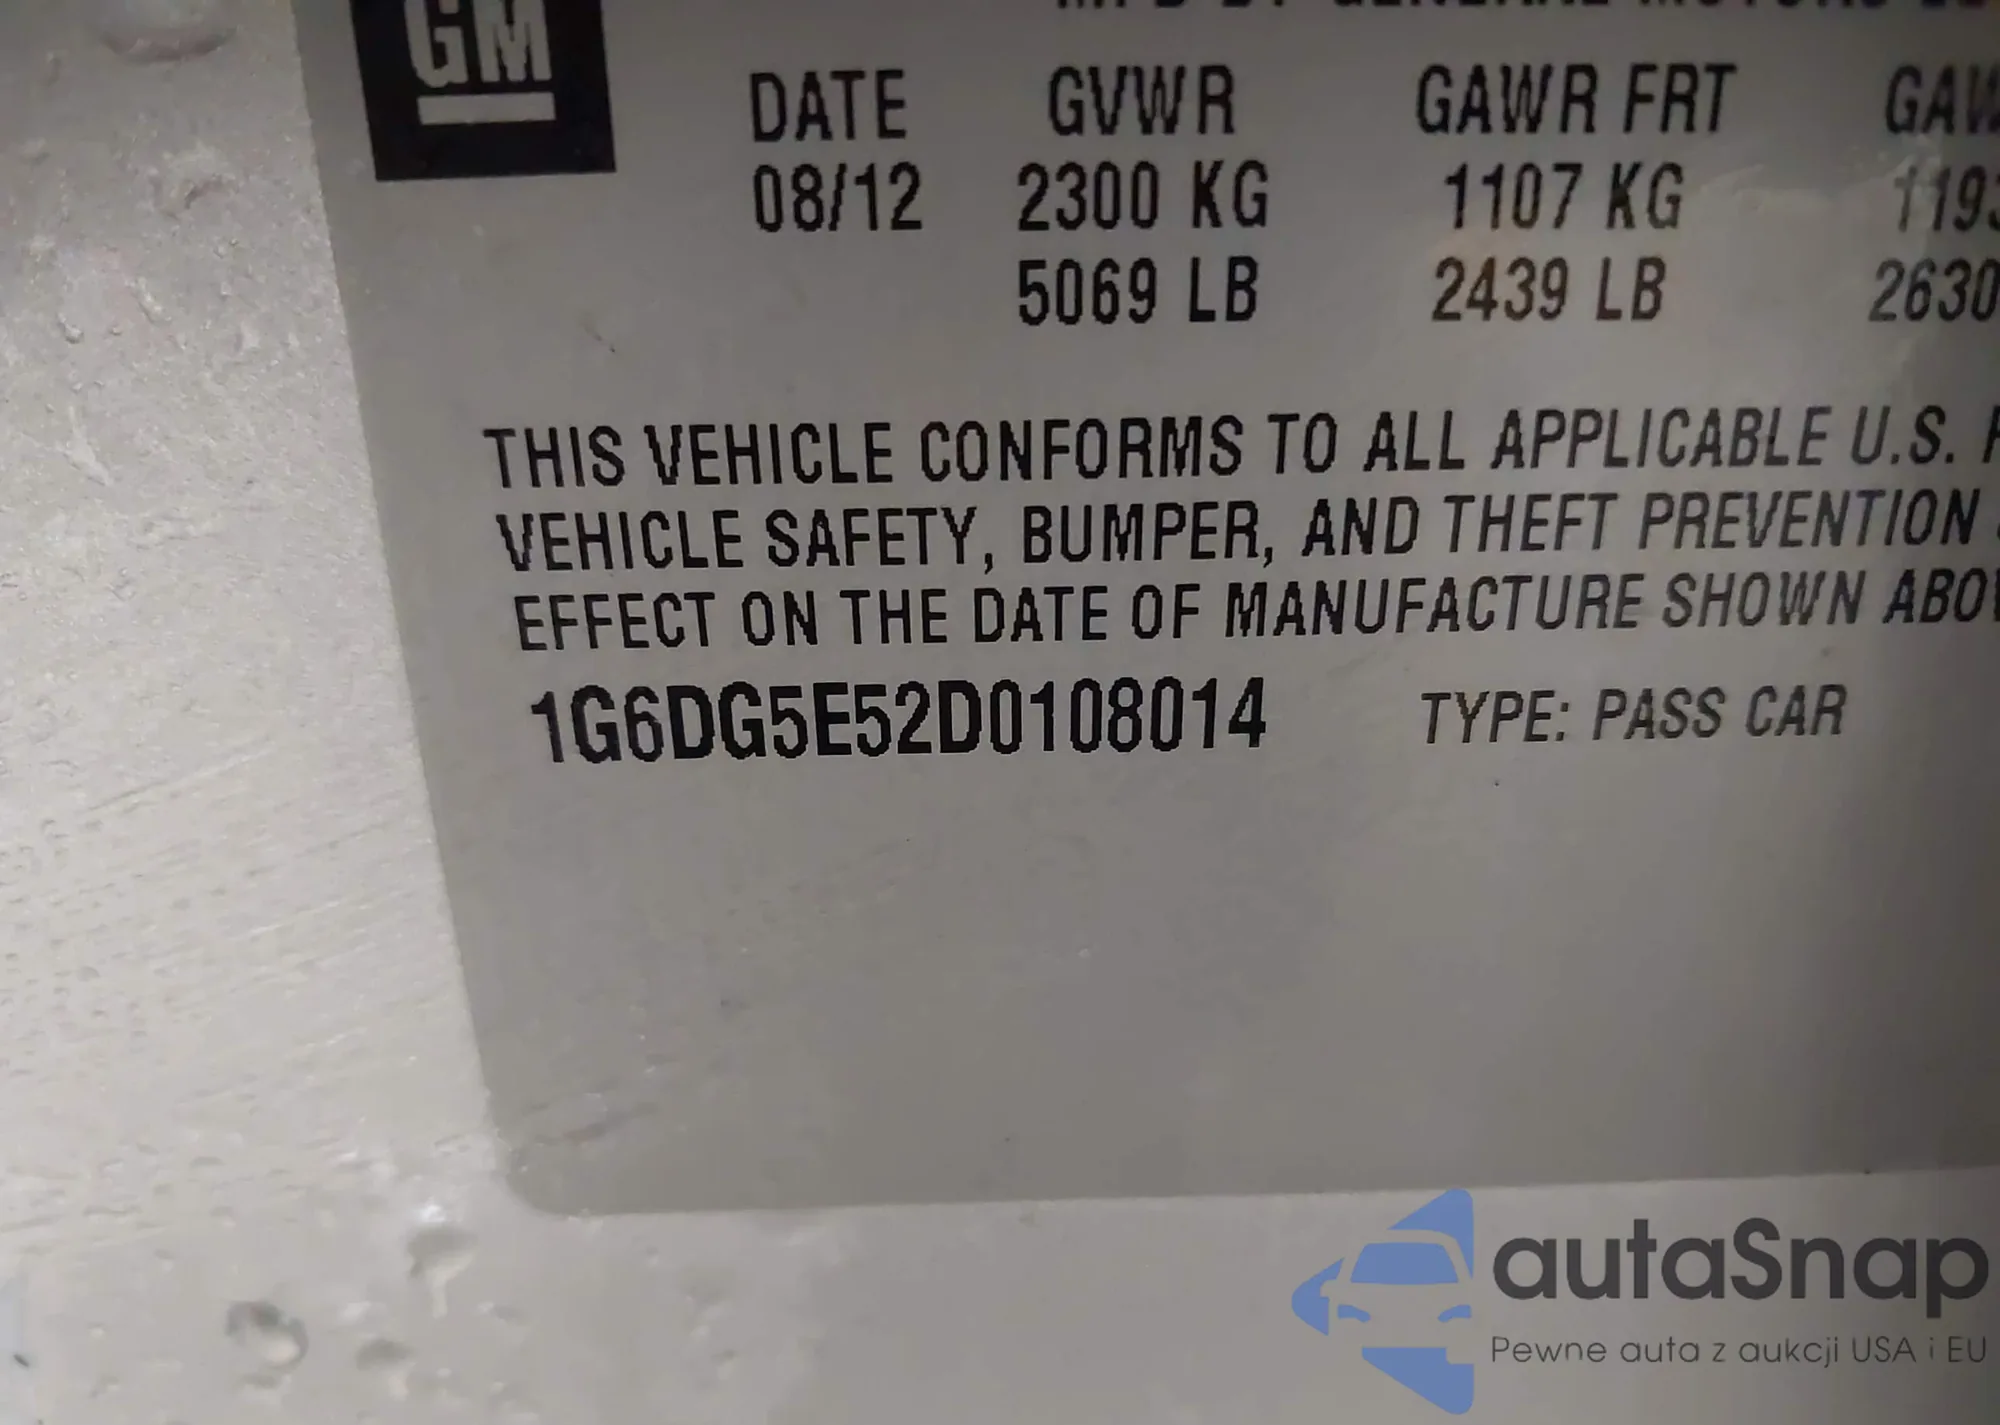 GM
DATE GVWR GAWR FRT
08/12 2300 KG 1107 KG
5069 LB 2439 LB 2630
THIS VEHICLE CONFORMS TO ALL APPLICABLE U.S.
VEHICLE SAFETY, BUMPER, AND THEFT PREVENTION
EFFECT ON THE DATE OF MANUFACTURE SHOWN ABO
1G6DG5E52D0108014 TYPE: PASS CAR
autaSnap
Pewne auta z aukcji USA i EU